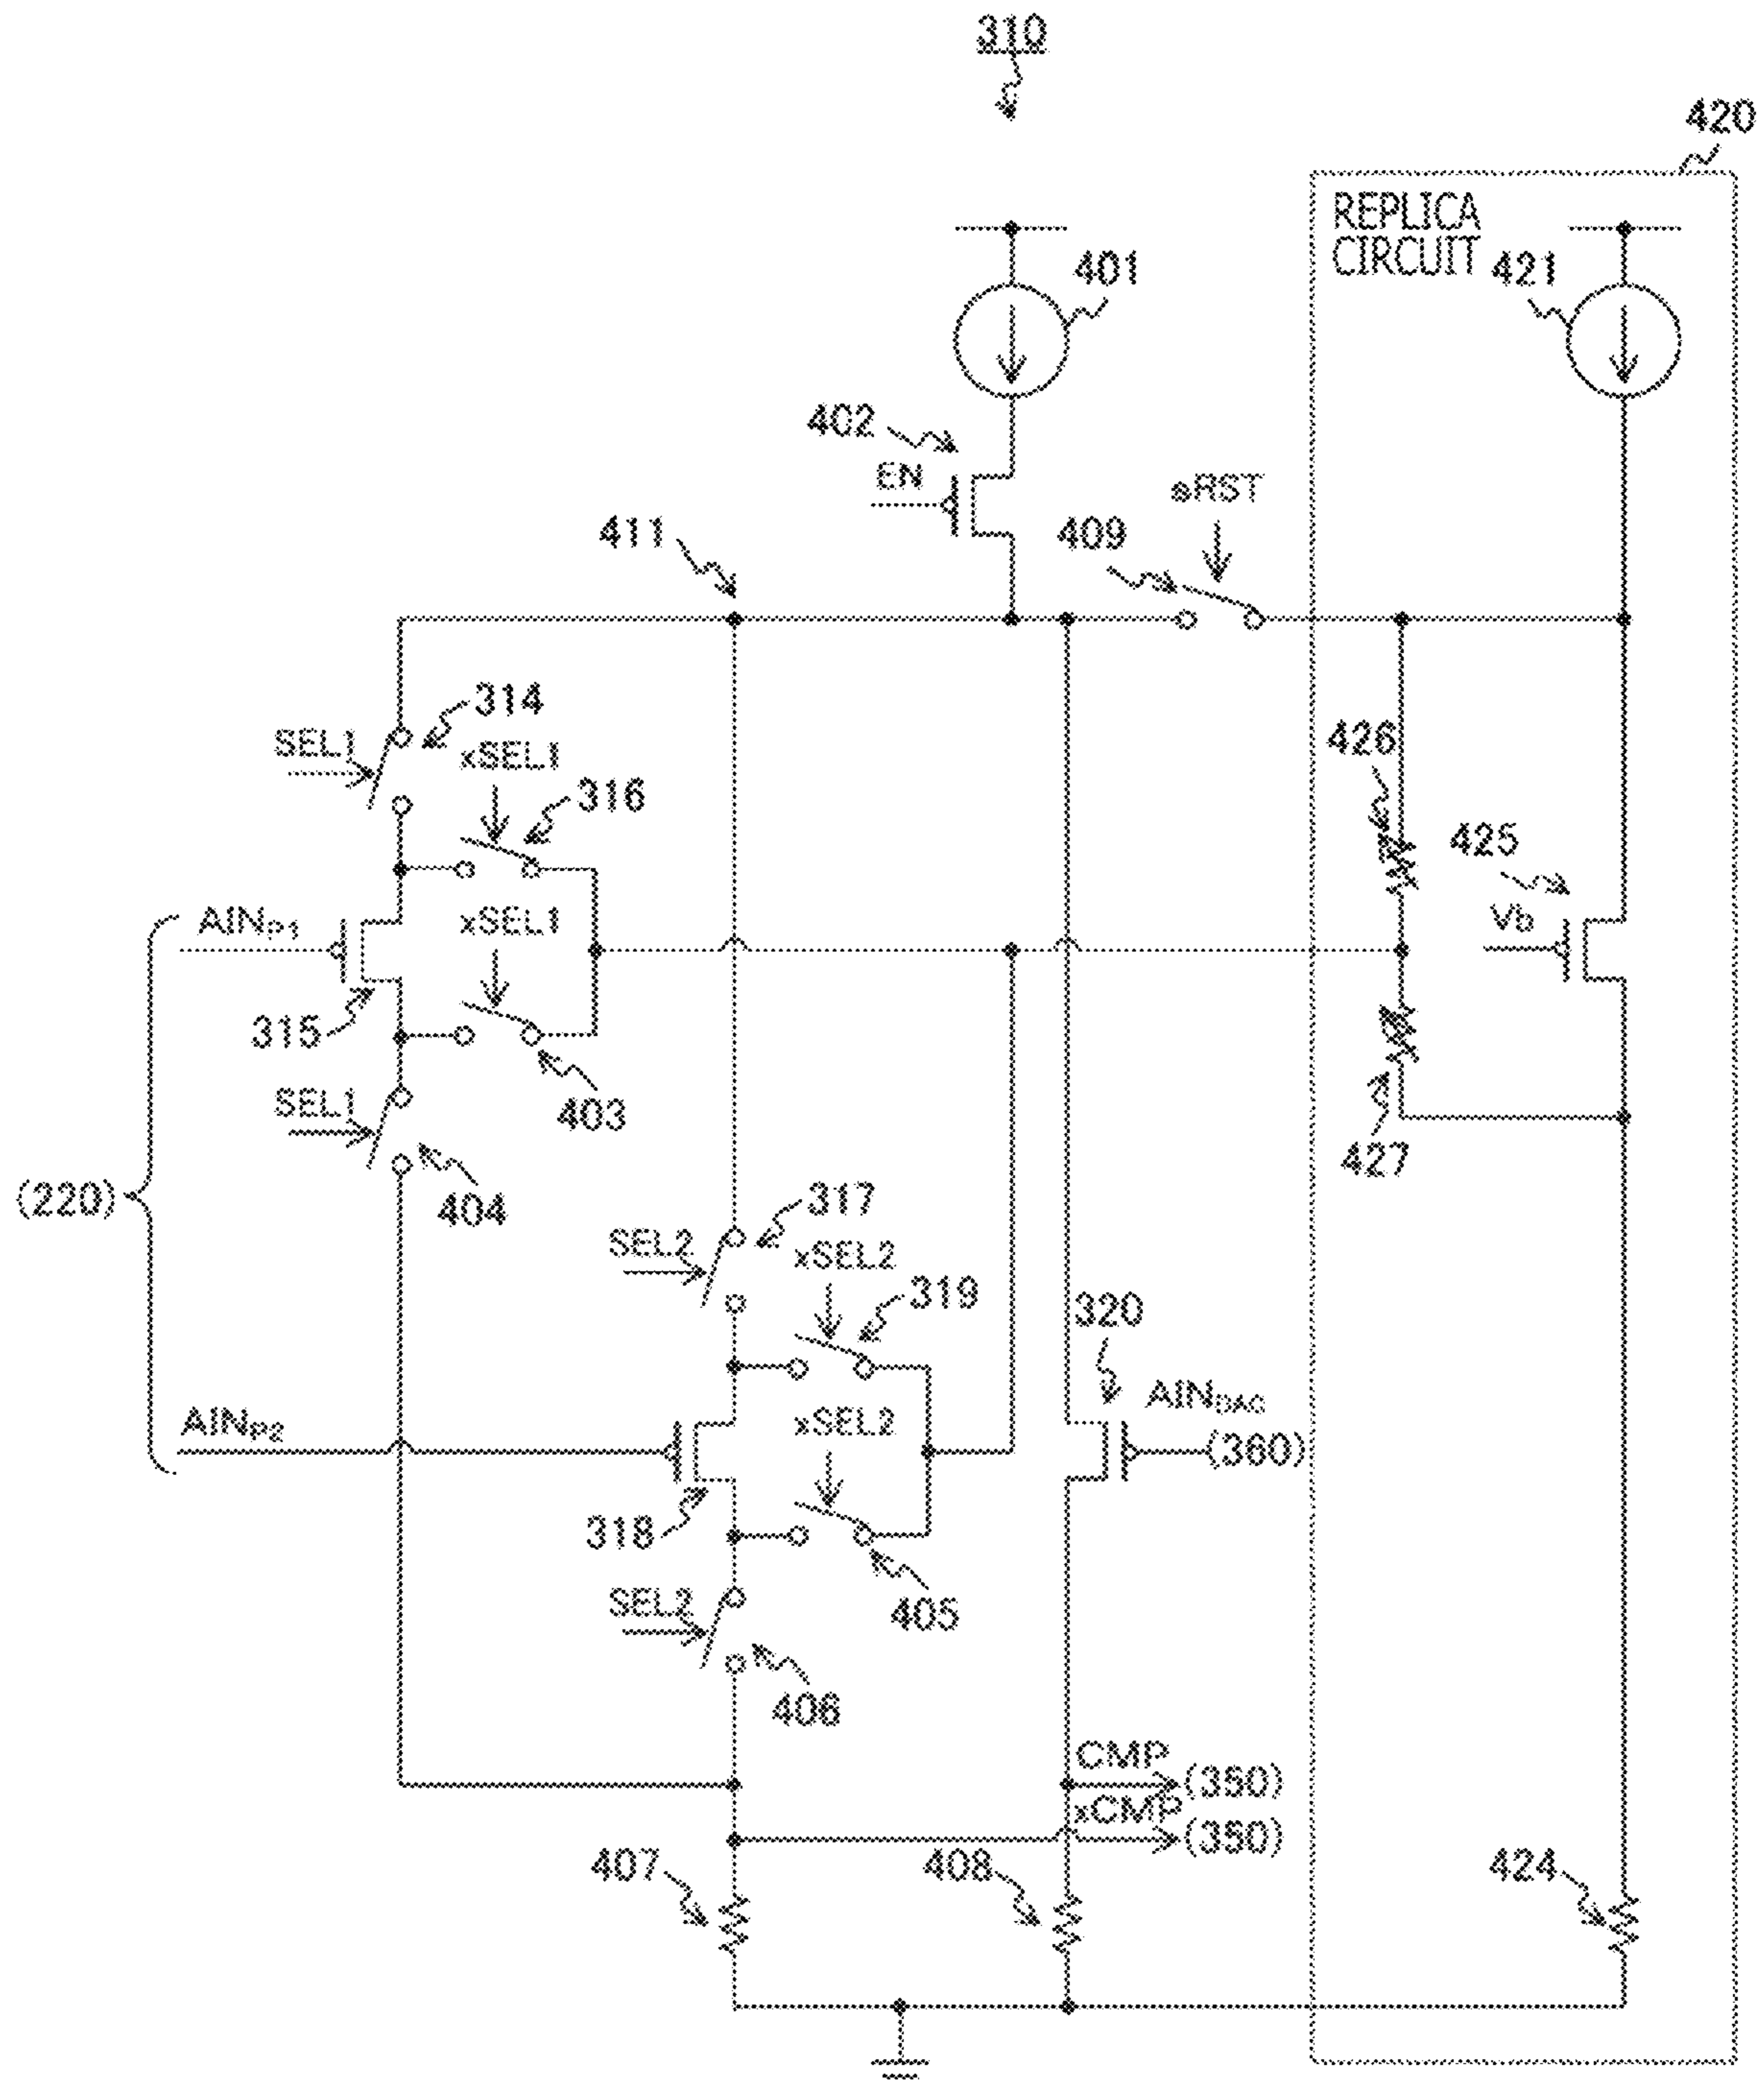 310
420
REPLICA
CIRCUIT
401
421
402
EN
sRST
409
411
314
SEL1
xSEL1
316
426
425
AINP1
xSEL1
Vb
315
SEL1
403
427
(220)
404
317
SEL2
xSEL2
319
320
AINDAC
AINP2
xSEL2
(360)
318
SEL2
405
406
CMP
(350)
xCMP
(350)
407
408
424